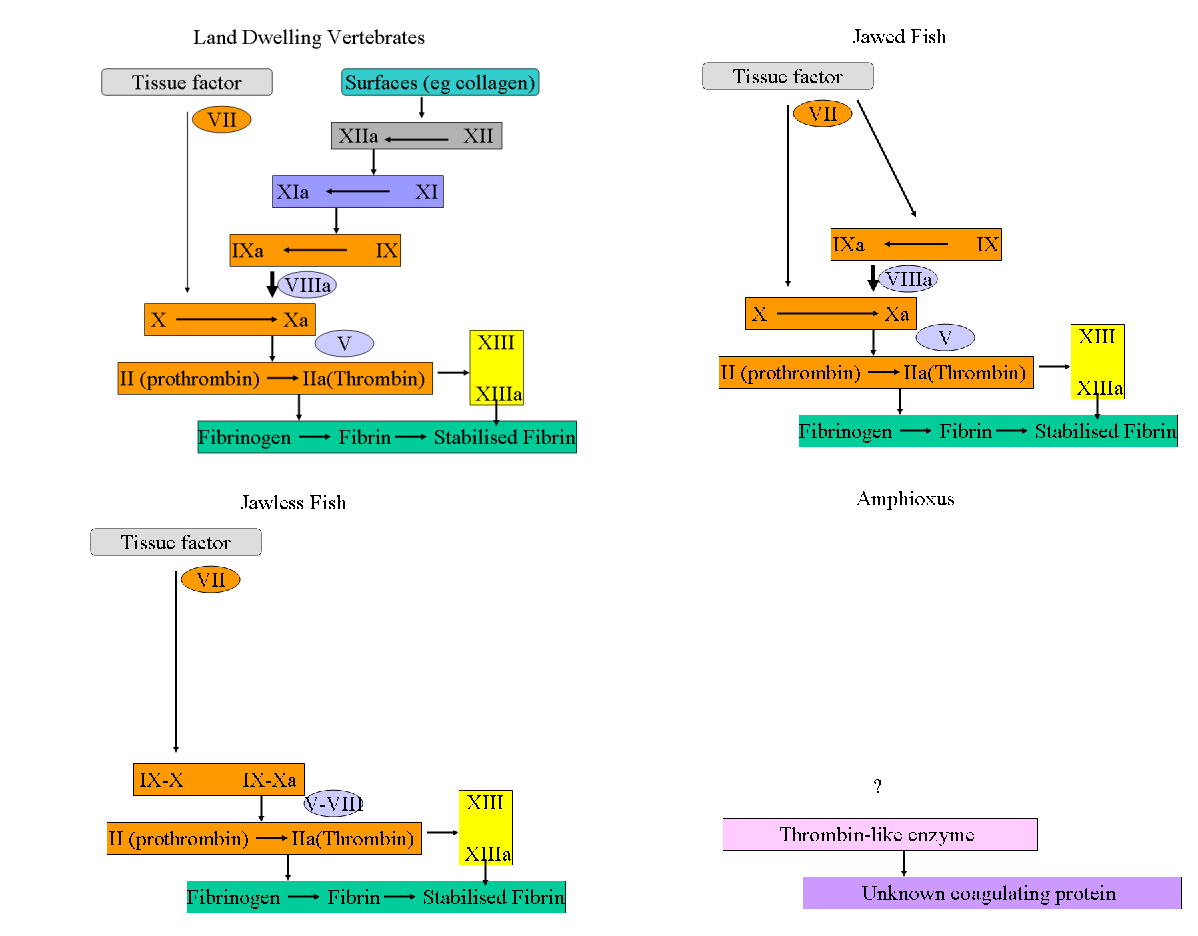 Land Dwelling Vertebrates
Tissue factor
Surfaces (eg collagen)
VII
XIIa XII
XIa XI
IXa IX
VIIIa
X Xa
V
II (prothrombin) IIa(Thrombin)
XIII
XIIIa
Fibrinogen Fibrin Stabilised Fibrin
Jawed Fish
Tissue factor
VII
IXa IX
VIIIa
X Xa
V
II (prothrombin) IIa(Thrombin)
XIII
XIIIa
Fibrinogen Fibrin Stabilised Fibrin
Jawless Fish
Tissue factor
VII
IX-X IX-Xa
V-VIII
II (prothrombin) IIa(Thrombin)
XIII
XIIIa
Fibrinogen Fibrin Stabilised Fibrin
Amphioxus
?
Thrombin-like enzyme
Unknown coagulating protein